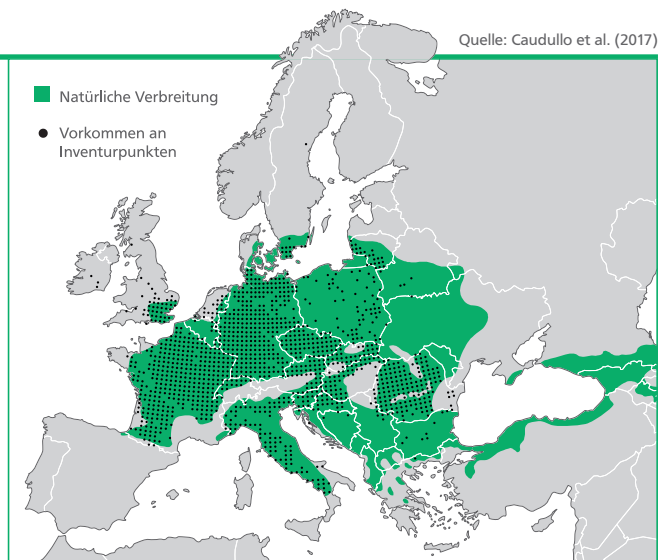 Quelle: Caudullo et al. (2017)
Natürliche Verbreitung
Vorkommen an
Inventurpunkten